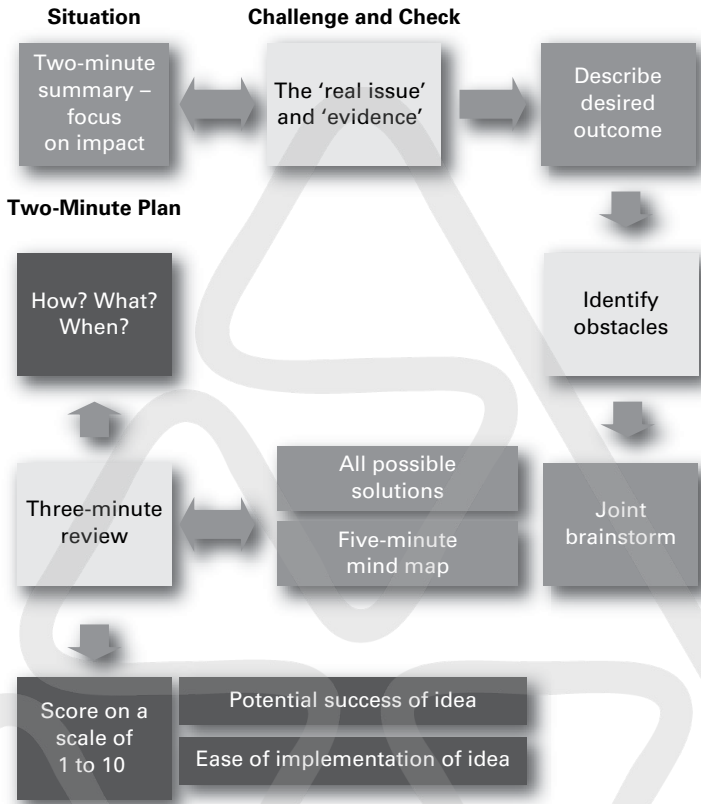 Situation
Challenge and Check
Two-minute
summary –
focus
on impact
The ‘real issue’
and ‘evidence’
Describe
desired
outcome
Two-Minute Plan
How? What?
When?
Identify
obstacles
Three-minute
review
All possible
solutions
Five-minute
mind map
Joint
brainstorm
Score on a
scale of
1 to 10
Potential success of idea
Ease of implementation of idea